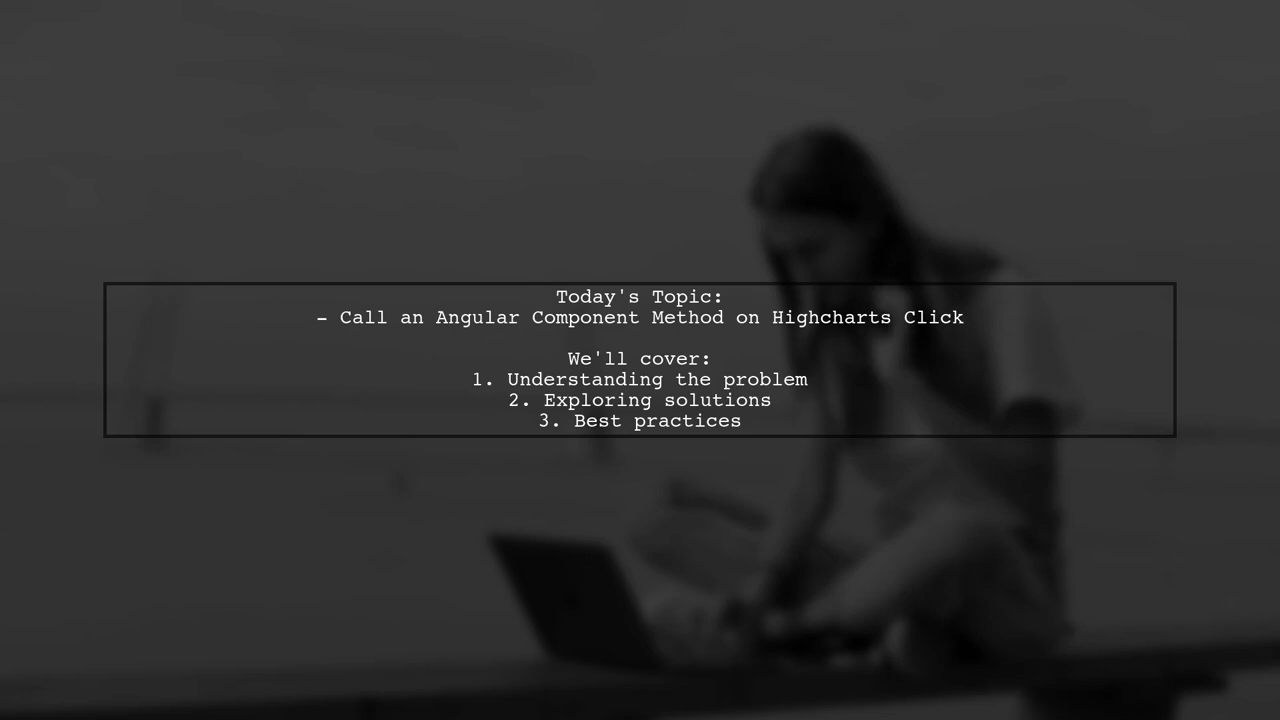 Today's Topic:
- Call an Angular Component Method on Highcharts Click
We'll cover:
1. Understanding the problem
2. Exploring solutions
3. Best practices